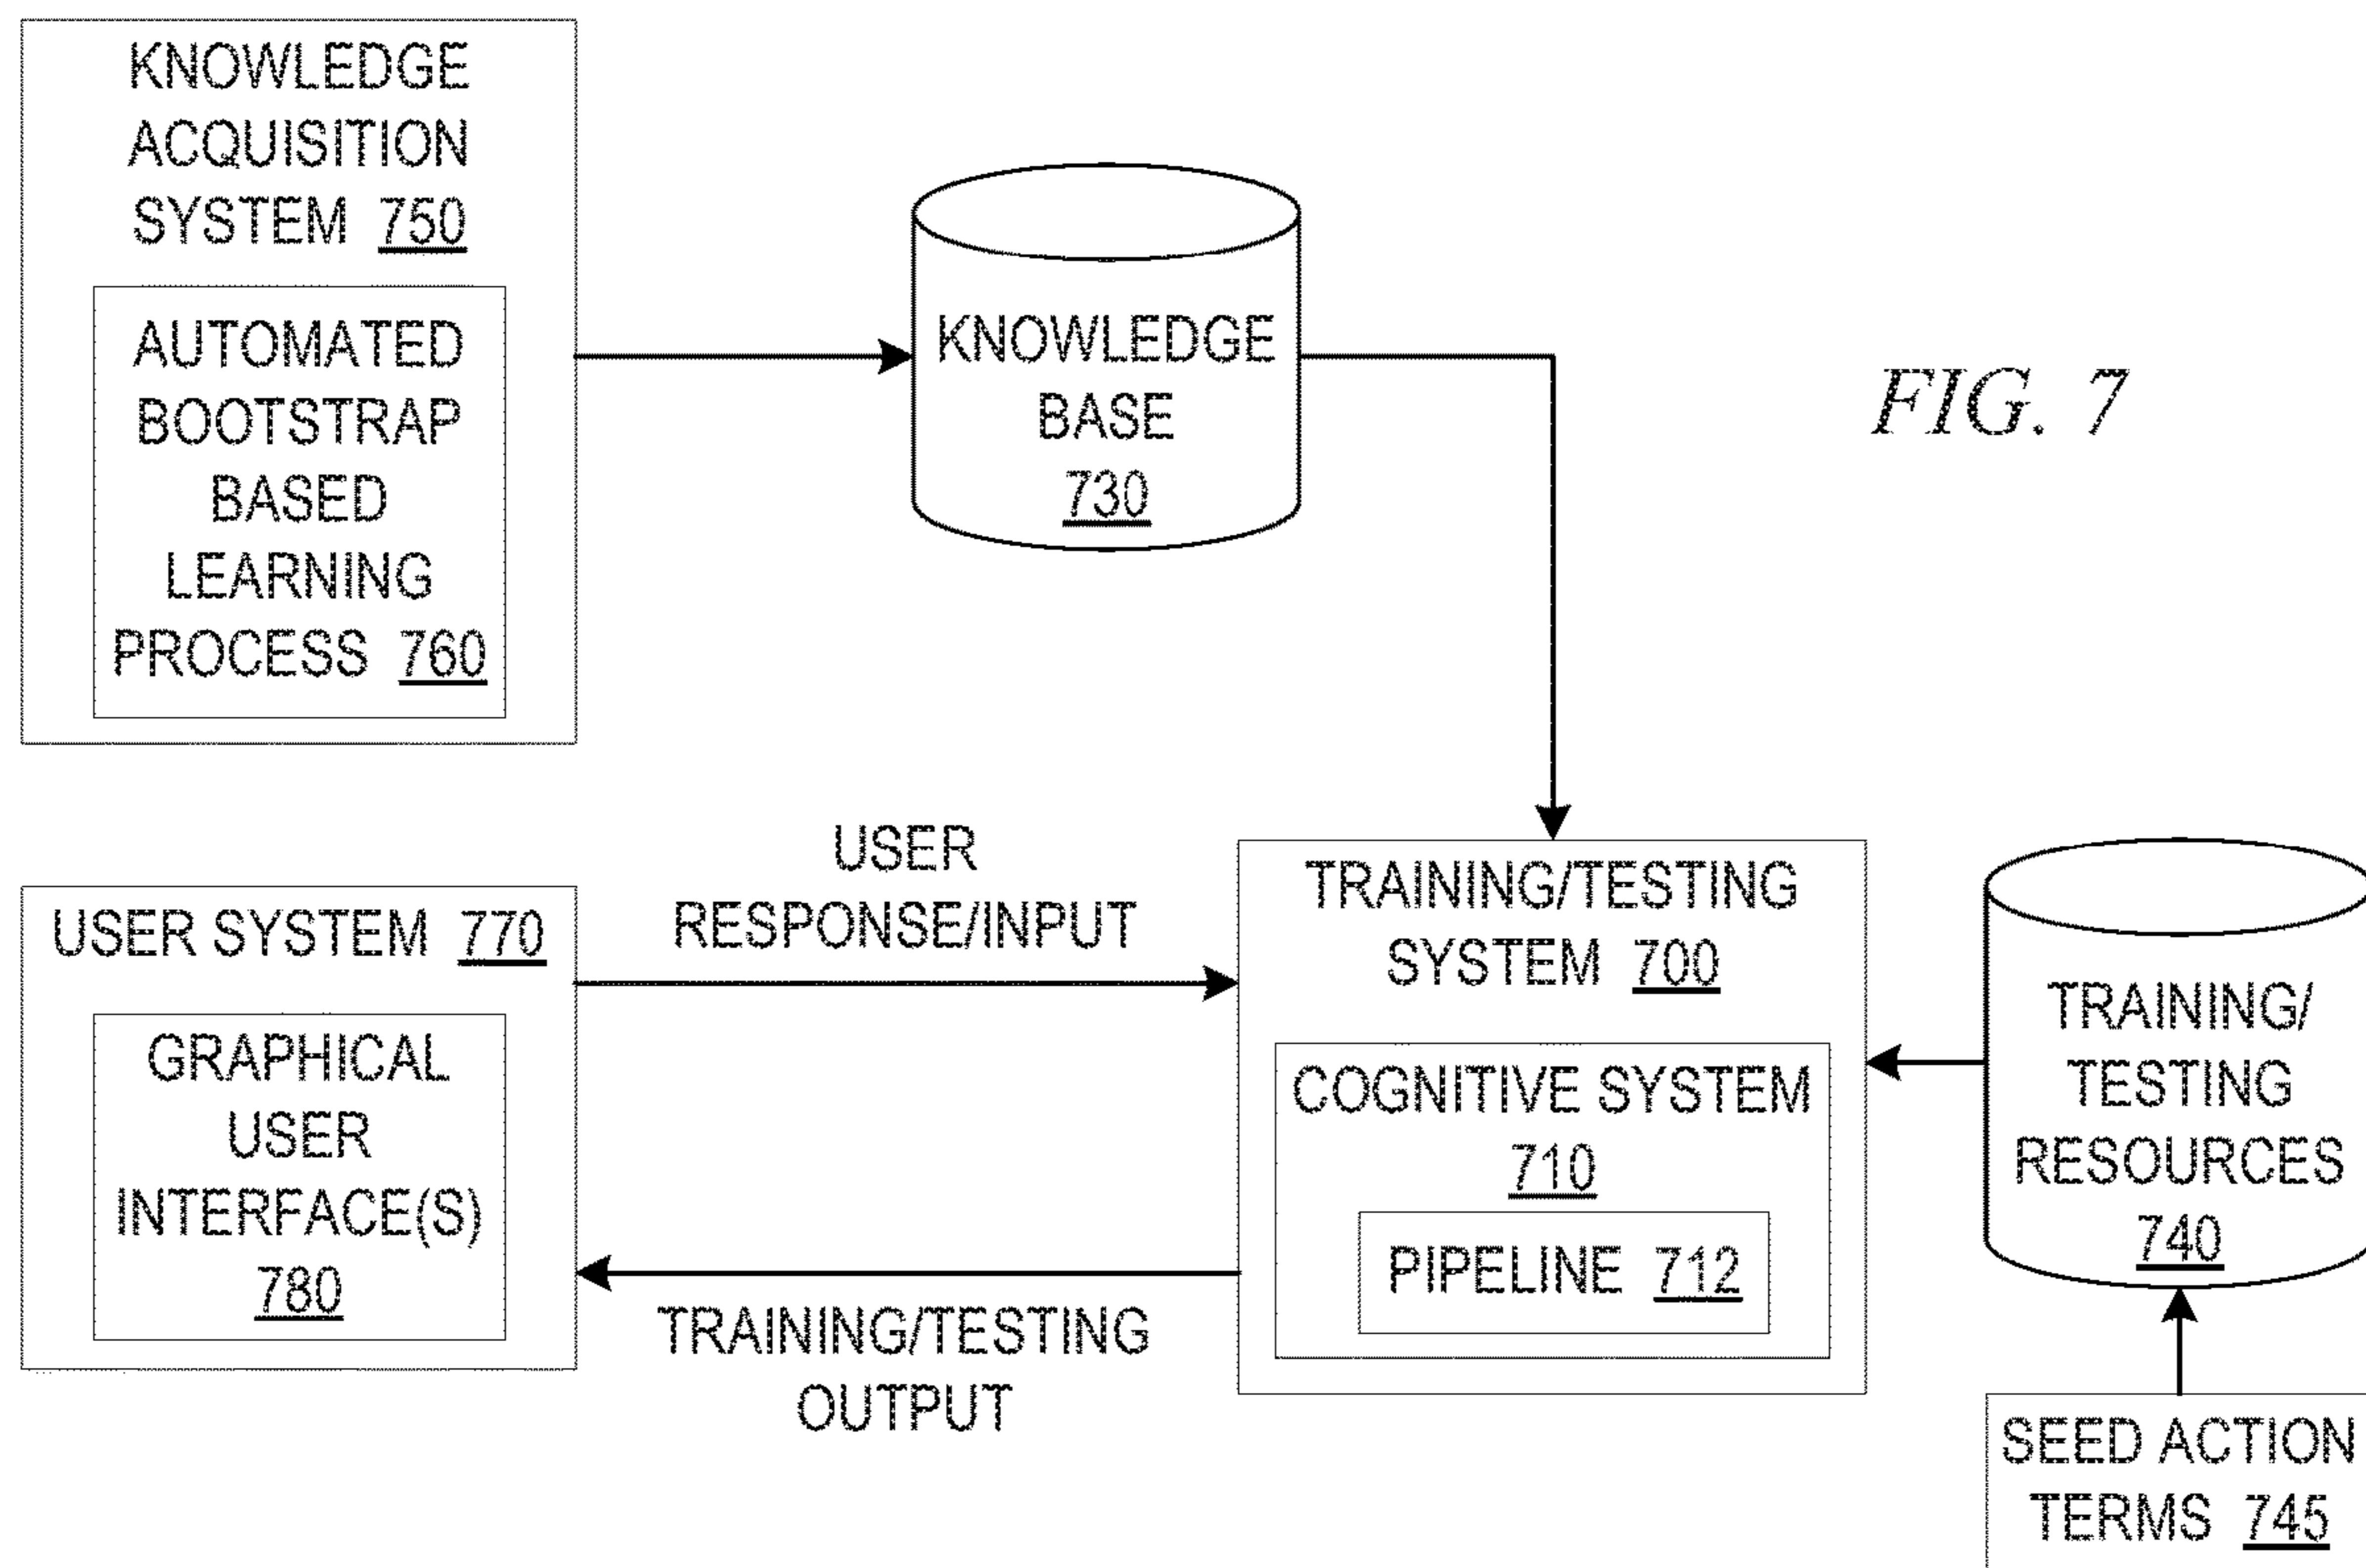 KNOWLEDGE
ACQUISITION
SYSTEM 750
AUTOMATED
BOOTSTRAP
BASED
LEARNING
PROCESS 760
KNOWLEDGE
BASE
730
FIG. 7
USER SYSTEM 770
GRAPHICAL
USER
INTERFACE(S)
780
USER
RESPONSE/INPUT
TRAINING/TESTING
OUTPUT
TRAINING/TESTING
SYSTEM 700
COGNITIVE SYSTEM
710
PIPELINE 712
TRAINING/
TESTING
RESOURCES
740
SEED ACTION
TERMS 745